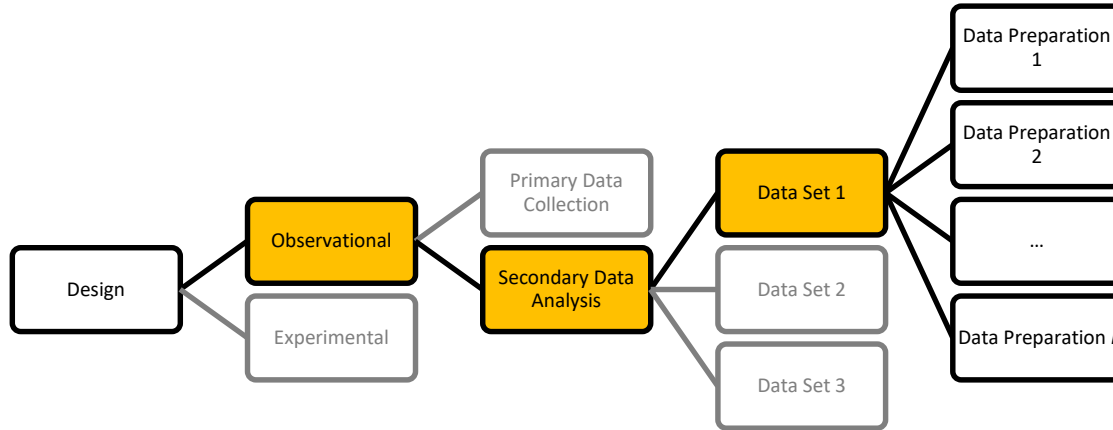 Design
Observational
Experimental
Primary Data
Collection
Secondary Data
Analysis
Data Set 1
Data Set 2
Data Set 3
Data Preparation
1
Data Preparation
2
...
Data Preparation